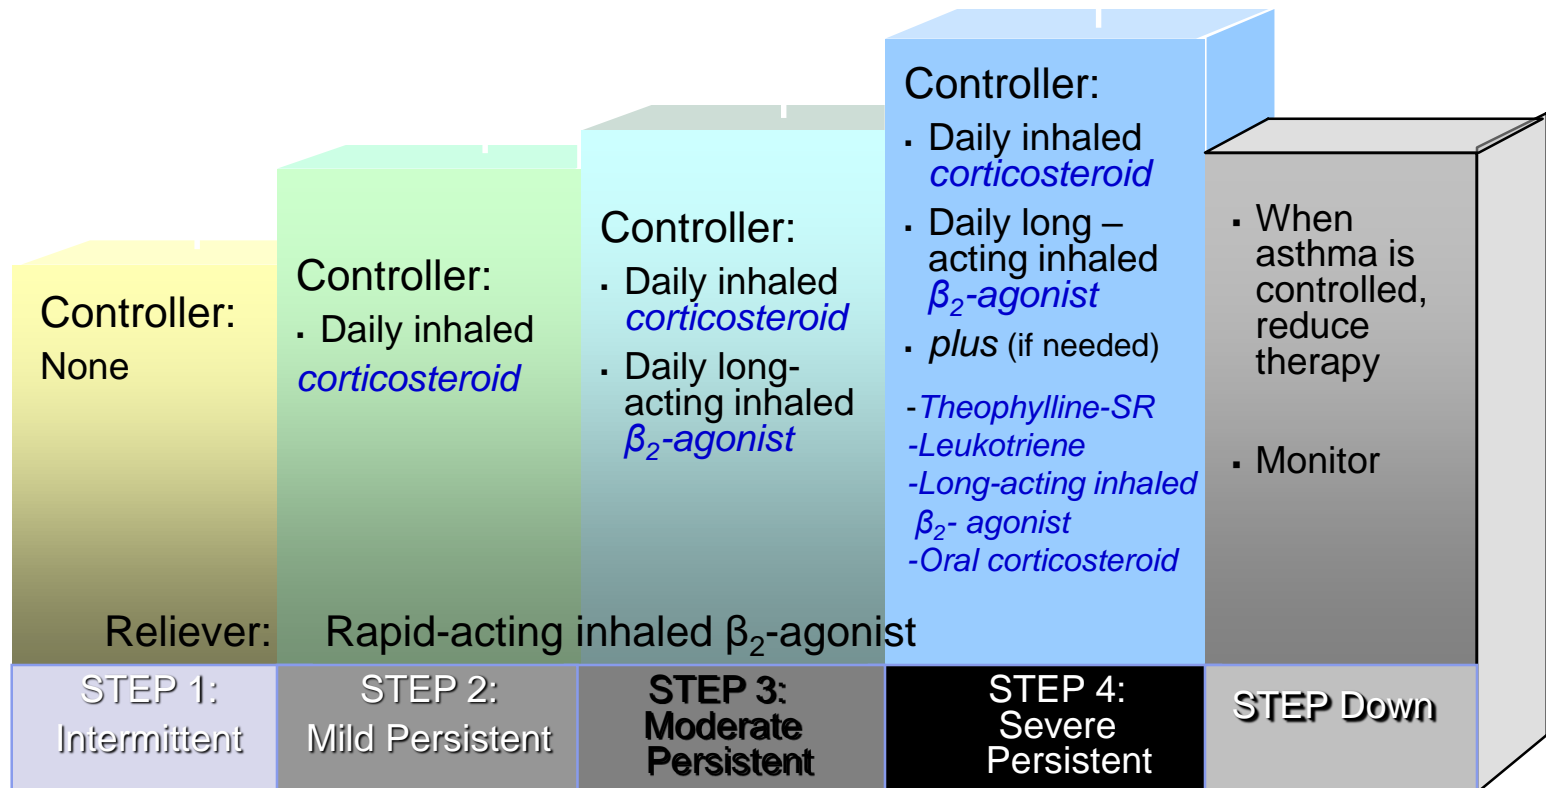 Controller:
None
Controller:
▪ Daily inhaled
corticosteroid
Controller:
▪ Daily inhaled
corticosteroid
▪ Daily long-
acting inhaled
β₂-agonist
Controller:
▪ Daily inhaled
corticosteroid
▪ Daily long –
acting inhaled
β₂-agonist
▪ plus (if needed)
-Theophylline-SR
-Leukotriene
-Long-acting inhaled
β₂- agonist
-Oral corticosteroid
▪ When
asthma is
controlled,
reduce
therapy
▪ Monitor
Reliever: Rapid-acting inhaled β₂-agonist
STEP 1:
Intermittent
STEP 2:
Mild Persistent
STEP 3:
Moderate
Persistent
STEP 4:
Severe
Persistent
STEP Down